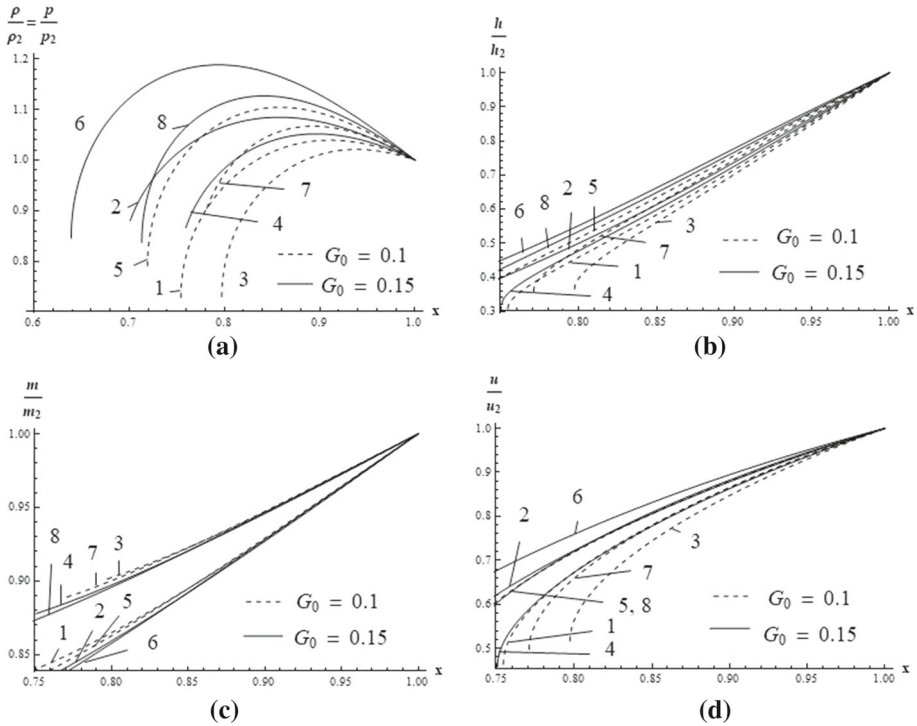 ρ/ρ2 = p/p2
1.2
1.1
1.0
0.9
0.8
0.7
0.6 0.7 0.8 0.9 1.0 x
6
8
2
7
4
5
1
3
G0 = 0.1
G0 = 0.15
(a)
h/h2
1.0
0.9
0.8
0.7
0.6
0.5
0.4
0.3
0.80 0.85 0.90 0.95 1.00 x
6 8 2 5
3
7
1
4
G0 = 0.1
G0 = 0.15
(b)
m/m2
1.00
0.95
0.90
0.85
0.75 0.80 0.85 0.90 0.95 1.00 x
8 4 7 3
1 2 5
6
G0 = 0.1
G0 = 0.15
(c)
u/u2
1.0
0.9
0.8
0.7
0.6
0.5
0.75 0.80 0.85 0.90 0.95 1.00 x
6
2
3
7
5, 8
1
4
G0 = 0.1
G0 = 0.15
(d)